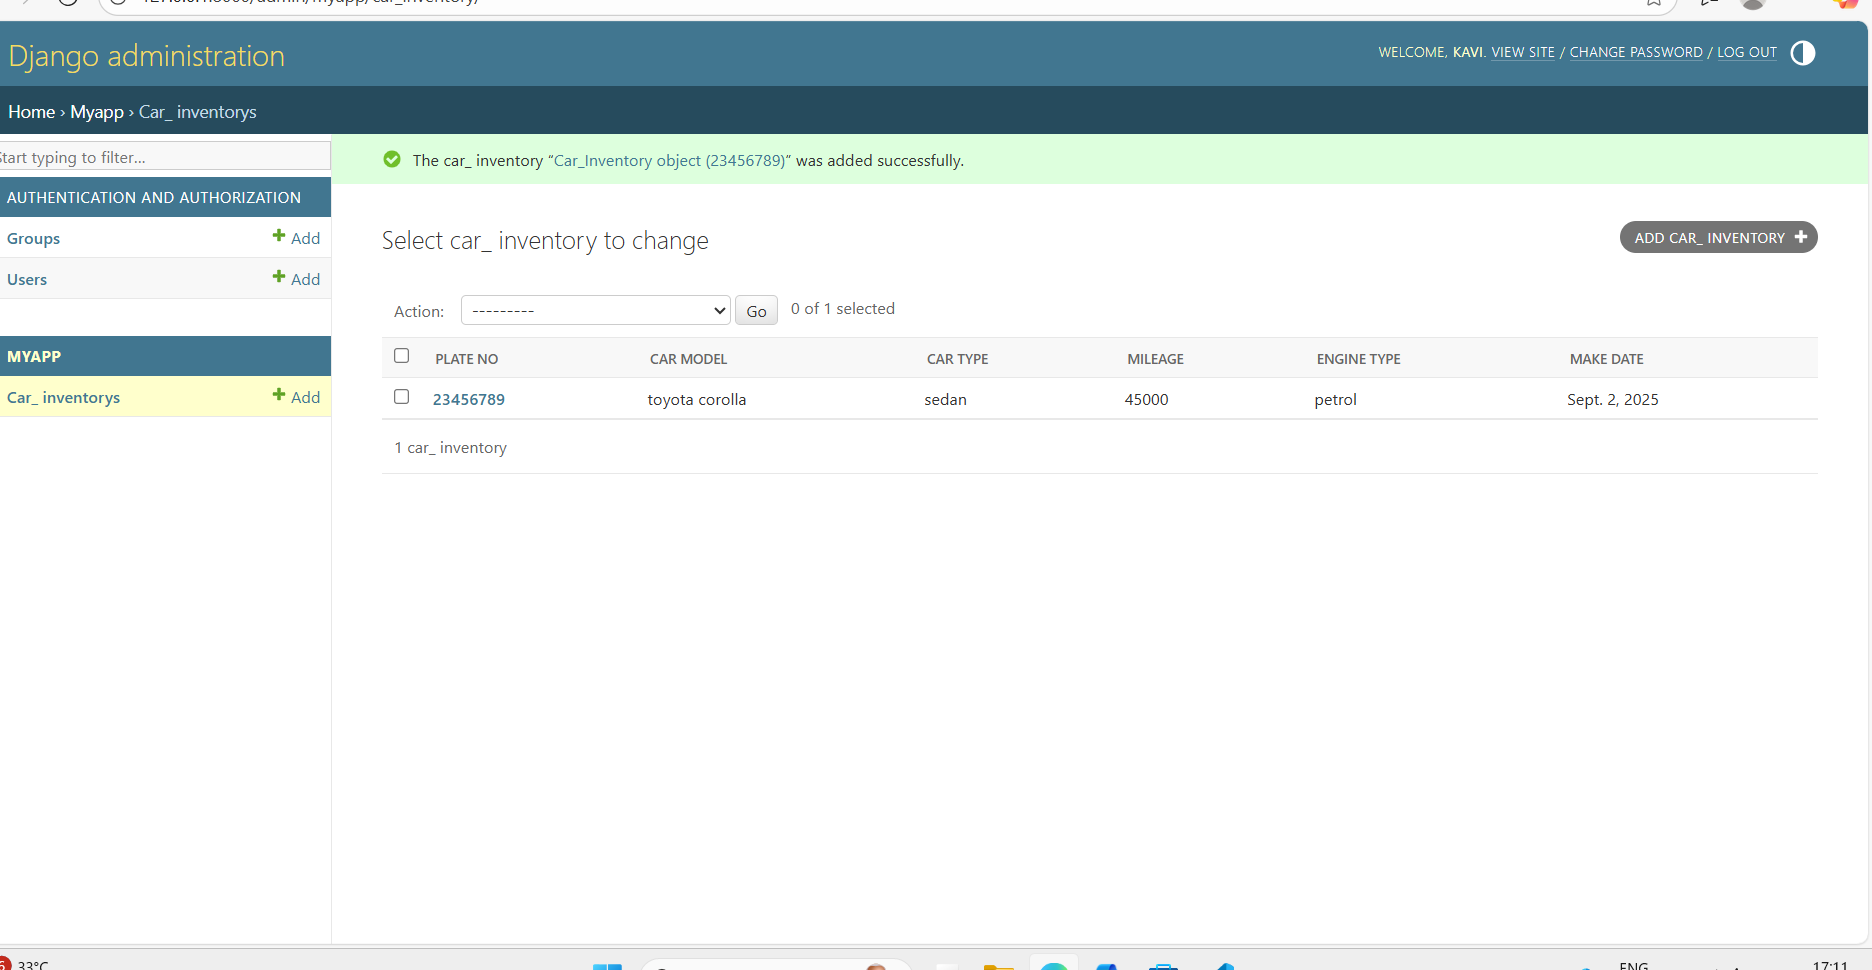 Django administration
WELCOME, KAVI. VIEW SITE / CHANGE PASSWORD / LOG OUT
Home › Myapp › Car_ inventorys
Start typing to filter...
The car_ inventory “Car_Inventory object (23456789)” was added successfully.
AUTHENTICATION AND AUTHORIZATION
Groups + Add
Users + Add
MYAPP
Car_ inventorys + Add
Select car_ inventory to change
ADD CAR_ INVENTORY +
Action: --------- Go 0 of 1 selected
PLATE NO CAR MODEL CAR TYPE MILEAGE ENGINE TYPE MAKE DATE
23456789 toyota corolla sedan 45000 petrol Sept. 2, 2025
1 car_ inventory
33°C
ENG
17:11